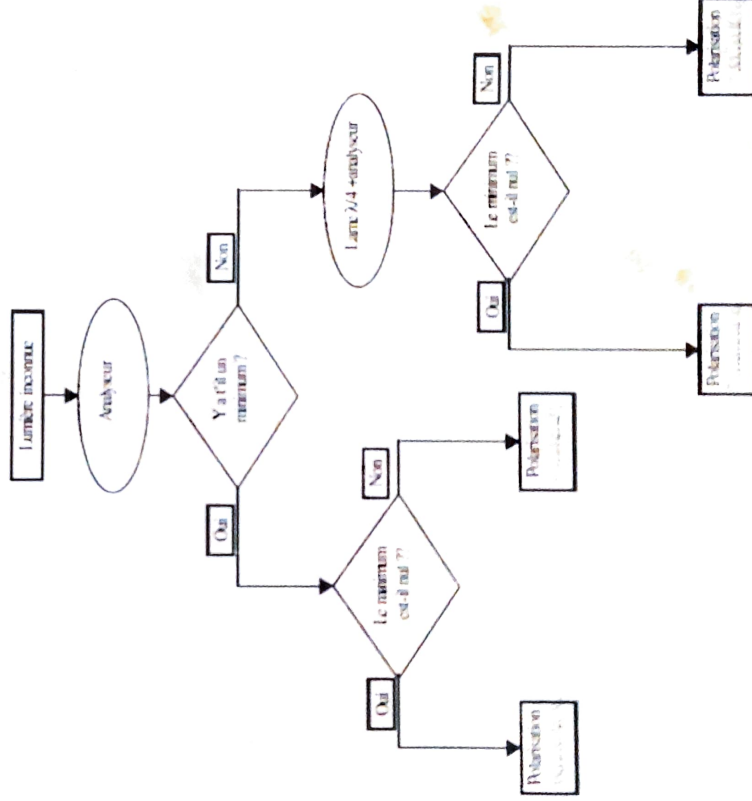 Lumière inconnue
Analyseur
Y a t'il un
minimum ?
Oui
Non
Le minimum
est-il nul ??
Oui
Non
Polarisation
Polarisation
Lame λ/4 +analyseur
Le minimum
est-il nul ??
Oui
Non
Polarisation
Polarisation